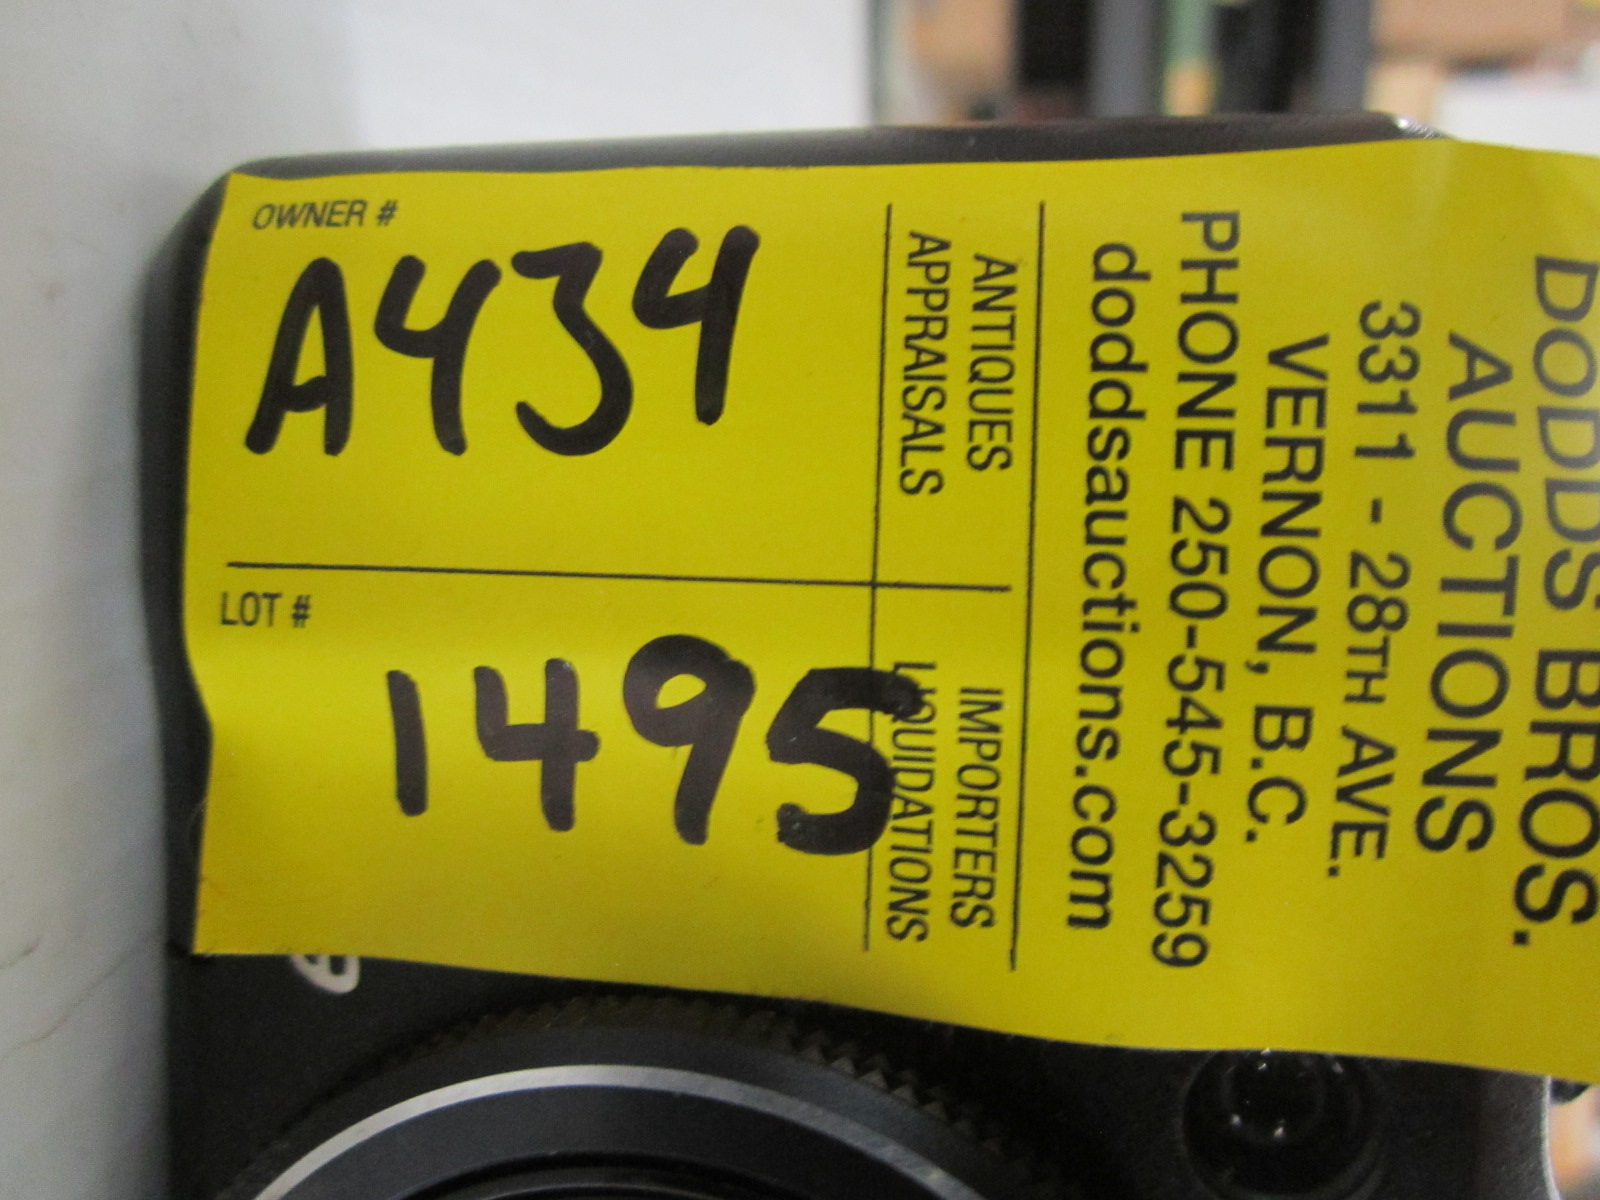 DODDS BROS.
AUCTIONS
3311 - 28TH AVE.
VERNON, B.C.
PHONE 250-545-3259
doddsauctions.com
ANTIQUES
APPRAISALS
IMPORTERS
LIQUIDATIONS
OWNER #
A434
LOT #
1495